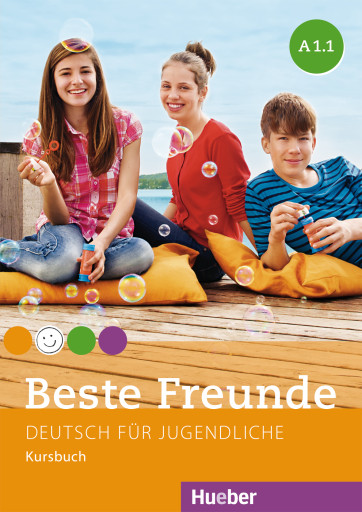 A1.1
Beste Freunde
DEUTSCH FÜR JUGENDLICHE
Kursbuch
Hueber